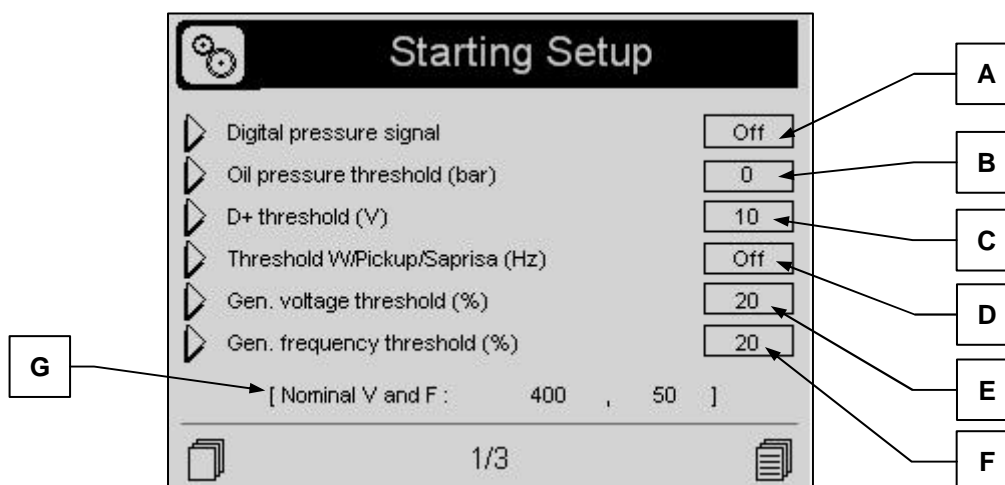 Starting Setup
A
Digital pressure signal Off
B
Oil pressure threshold (bar) 0
D+ threshold (V) 10
C
Threshold W/Pickup/Saprisa (Hz) Off
Gen. voltage threshold (%) 20
D
Gen. frequency threshold (%) 20
G
[ Nominal V and F : 400 , 50 ]
E
1/3
F